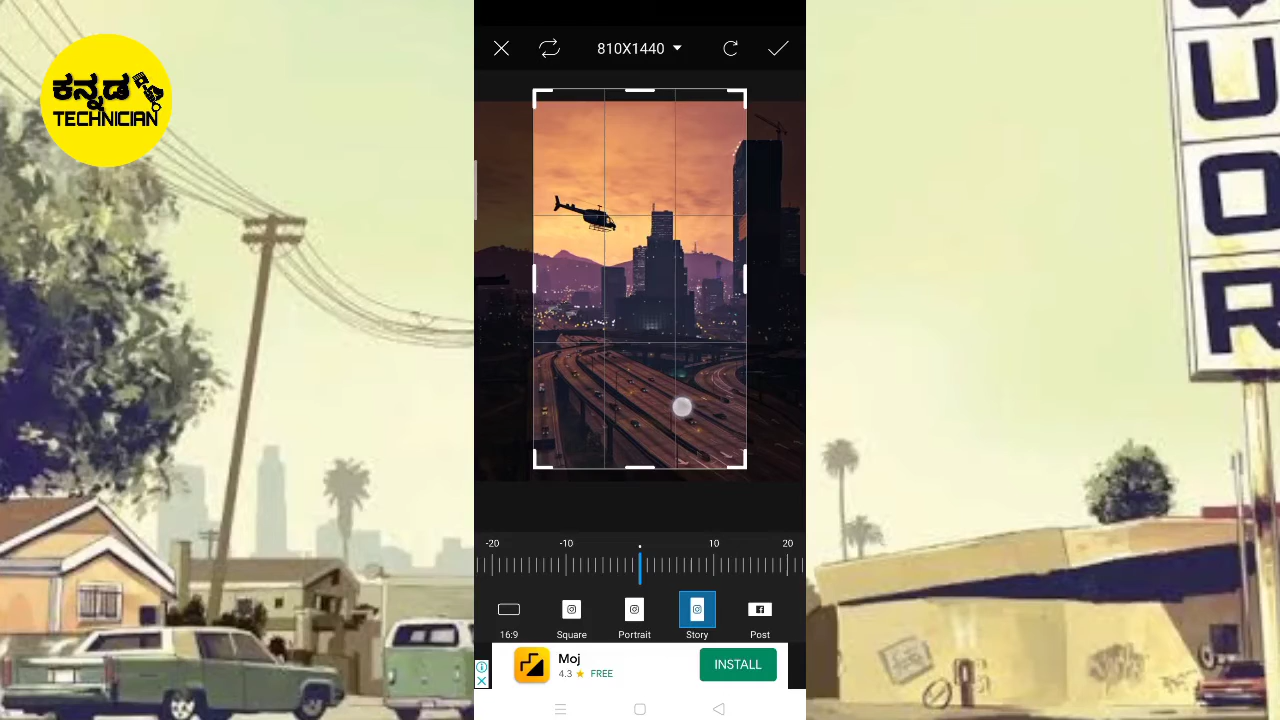 ಕನ್ನಡ
TECHNICIAN
810X1440
-20 -10 10 20
16:9 Square Portrait Story Post
Moj
4.3 FREE
INSTALL
UOR